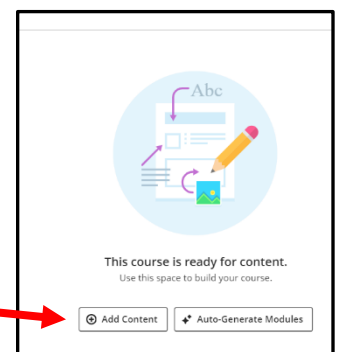 Abc
This course is ready for content.
Use this space to build your course.
Add Content
Auto-Generate Modules